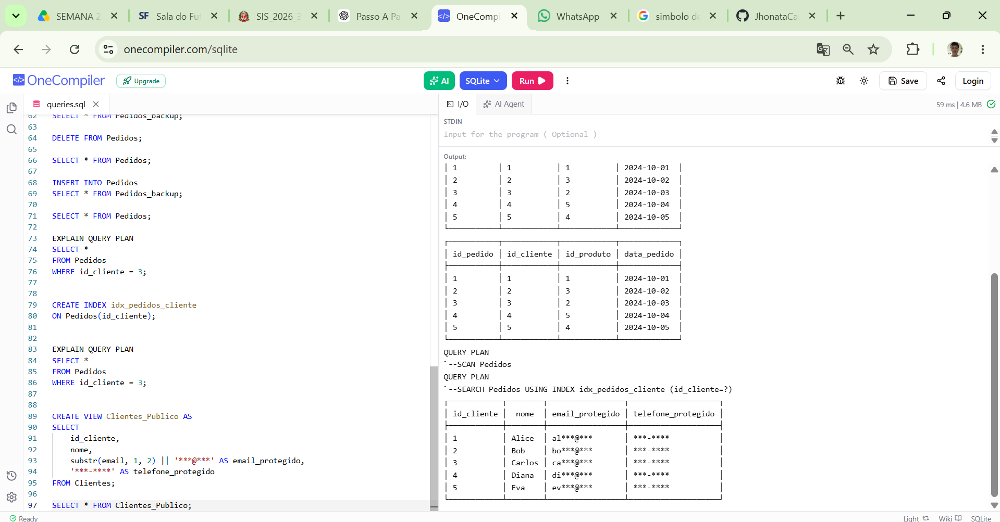 SEMANA 2
Sala do Fut
SIS_2026_3
Passo A Pa
OneCompi
WhatsApp
simbolo de
JhonataCa
onecompiler.com/sqlite
</> OneCompiler
Upgrade
AI
SQLite
Run
Save
Login
queries.sql
I/O
AI Agent
59 ms | 4.6 MB
62 SELECT * FROM Pedidos_backup;
63
64 DELETE FROM Pedidos;
65
66 SELECT * FROM Pedidos;
67
68 INSERT INTO Pedidos
69 SELECT * FROM Pedidos_backup;
70
71 SELECT * FROM Pedidos;
72
73 EXPLAIN QUERY PLAN
74 SELECT *
75 FROM Pedidos
76 WHERE id_cliente = 3;
77
78
79 CREATE INDEX idx_pedidos_cliente
80 ON Pedidos(id_cliente);
81
82
83 EXPLAIN QUERY PLAN
84 SELECT *
85 FROM Pedidos
86 WHERE id_cliente = 3;
87
88
89 CREATE VIEW Clientes_Publico AS
90 SELECT
91 id_cliente,
92 nome,
93 substr(email, 1, 2) || '***@***' AS email_protegido,
94 '***-****' AS telefone_protegido
95 FROM Clientes;
96
97 SELECT * FROM Clientes_Publico;
STDIN
Input for the program ( Optional )
Output:
│ 1 │ 1 │ 1 │ 2024-10-01 │
│ 2 │ 2 │ 3 │ 2024-10-02 │
│ 3 │ 3 │ 2 │ 2024-10-03 │
│ 4 │ 4 │ 5 │ 2024-10-04 │
│ 5 │ 5 │ 4 │ 2024-10-05 │
│ id_pedido │ id_cliente │ id_produto │ data_pedido │
│ 1 │ 1 │ 1 │ 2024-10-01 │
│ 2 │ 2 │ 3 │ 2024-10-02 │
│ 3 │ 3 │ 2 │ 2024-10-03 │
│ 4 │ 4 │ 5 │ 2024-10-04 │
│ 5 │ 5 │ 4 │ 2024-10-05 │
QUERY PLAN
`--SCAN Pedidos
QUERY PLAN
`--SEARCH Pedidos USING INDEX idx_pedidos_cliente (id_cliente=?)
│ id_cliente │ nome │ email_protegido │ telefone_protegido │
│ 1 │ Alice │ al***@*** │ ***-**** │
│ 2 │ Bob │ bo***@*** │ ***-**** │
│ 3 │ Carlos │ ca***@*** │ ***-**** │
│ 4 │ Diana │ di***@*** │ ***-**** │
│ 5 │ Eva │ ev***@*** │ ***-**** │
Ready
Light
Wiki
SQLite